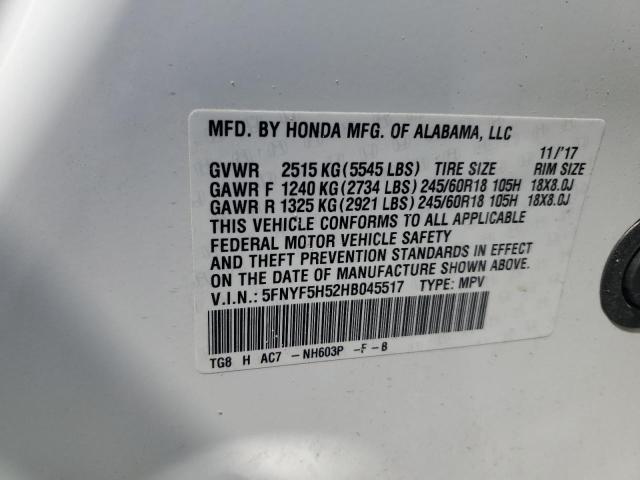 MFD. BY HONDA MFG. OF ALABAMA, LLC
11/'17
GVWR 2515 KG (5545 LBS) TIRE SIZE RIM SIZE
GAWR F 1240 KG (2734 LBS) 245/60R18 105H 18X8.0J
GAWR R 1325 KG (2921 LBS) 245/60R18 105H 18X8.0J
THIS VEHICLE CONFORMS TO ALL APPLICABLE
FEDERAL MOTOR VEHICLE SAFETY
AND THEFT PREVENTION STANDARDS IN EFFECT
ON THE DATE OF MANUFACTURE SHOWN ABOVE.
V.I.N.: 5FNYF5H52HB045517 TYPE: MPV
TG8 H AC7 -NH603P -F -B